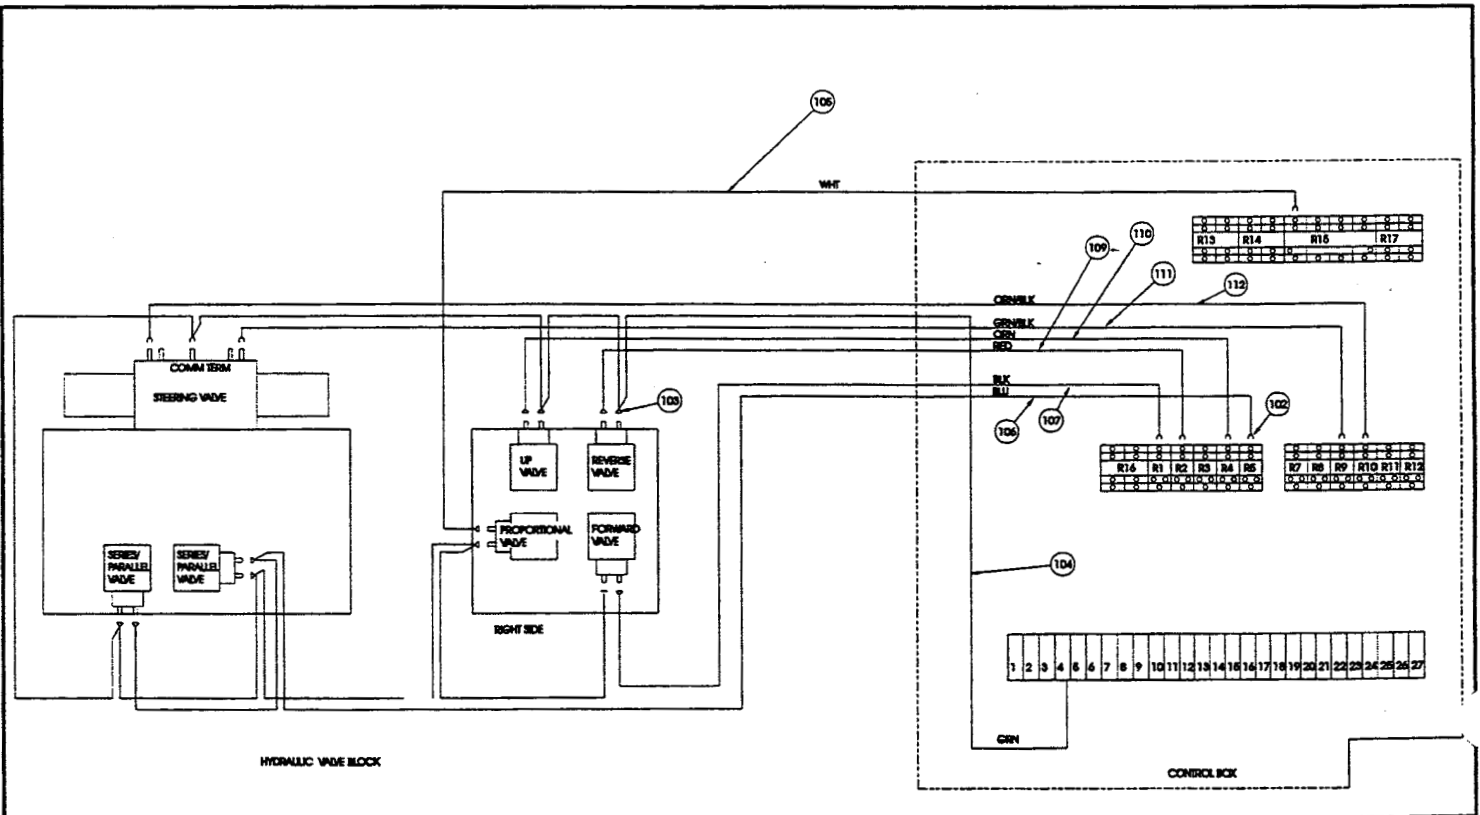 105
WHT
R13 R14 R15 R17
110
109
111
112
ORN/BLK
GRN/BLK
ORN
RED
COMM TERM
STEERING VALVE
BLK
BLU
103
102
107
106
UP
VALVE
REVERSE
VALVE
R16 R1 R2 R3 R4 R5
R7 R8 R9 R10 R11 R12
PROPORTIONAL
VALVE
FORWARD
VALVE
SERIES/
PARALLEL
VALVE
SERIES/
PARALLEL
VALVE
104
RIGHT SIDE
1 2 3 4 5 6 7 8 9 10 11 12 13 14 15 16 17 18 19 20 21 22 23 24 25 26 27
GRN
HYDRAULIC VALVE BLOCK
CONTROL BOX